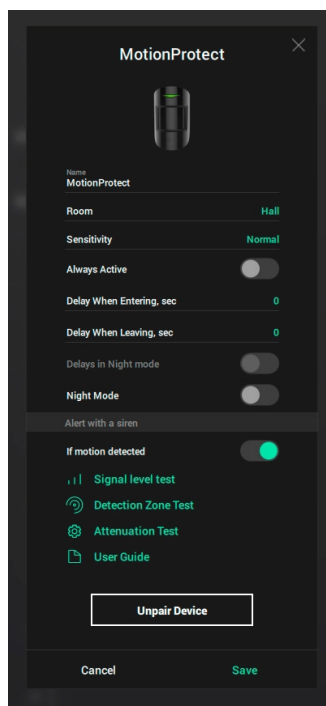 MotionProtect
Name
MotionProtect
Room Hall
Sensitivity Normal
Always Active
Delay When Entering, sec 0
Delay When Leaving, sec 0
Delays in Night mode
Night Mode
Alert with a siren
If motion detected
Signal level test
Detection Zone Test
Attenuation Test
User Guide
Unpair Device
Cancel Save